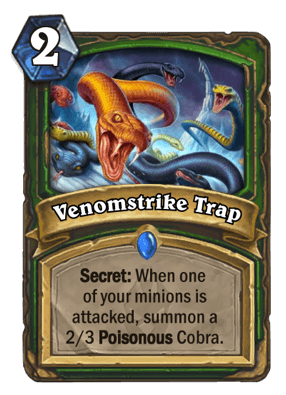 2
Venomstrike Trap
Secret: When one
of your minions is
attacked, summon a
2/3 Poisonous Cobra.